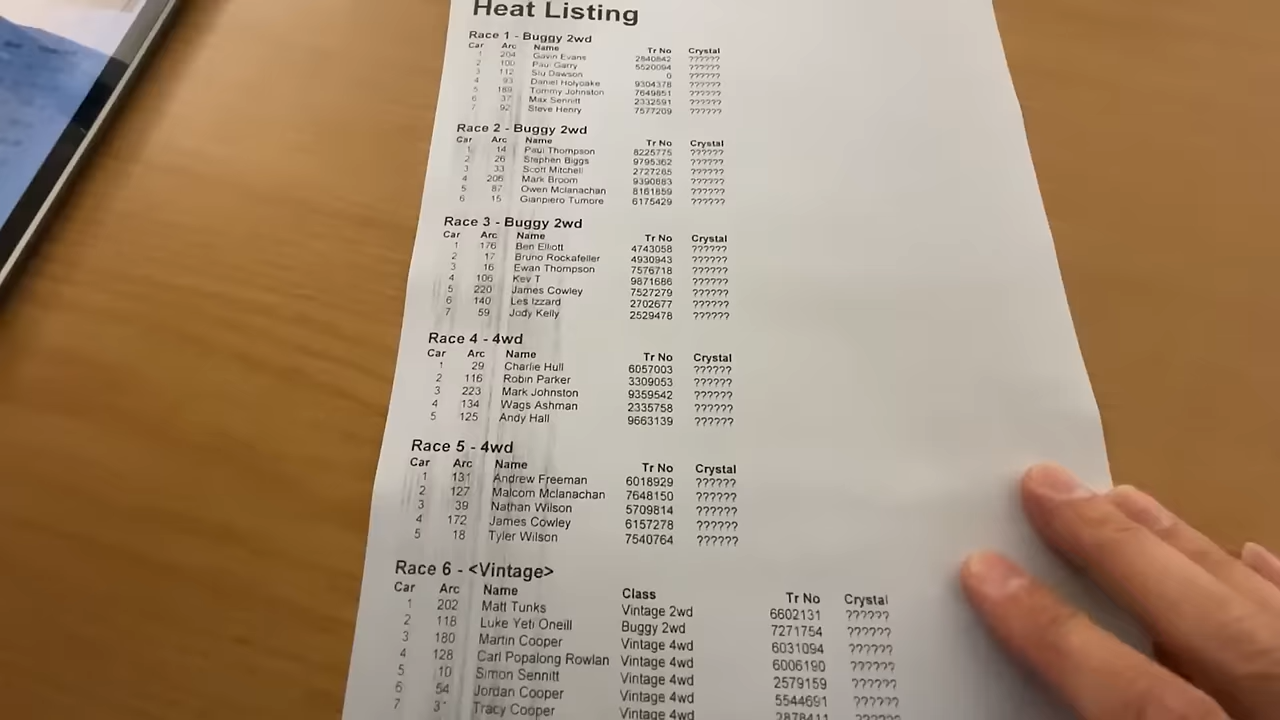 Heat Listing
Race 1 - Buggy 2wd
Car Arc Name Tr No Crystal
1 204 Gavin Evans 2840842 ??????
2 100 Paul Garry 5520094 ??????
3 112 Stu Dawson 0 ??????
4 93 Daniel Holyoake 9304378 ??????
5 189 Tommy Johnston 7649851 ??????
6 37 Max Sennitt 2332591 ??????
7 92 Steve Henry 7577209 ??????
Race 2 - Buggy 2wd
Car Arc Name Tr No Crystal
1 14 Paul Thompson 8225775 ??????
2 26 Stephen Biggs 9795362 ??????
3 33 Scott Mitchell 2727265 ??????
4 206 Mark Broom 9390883 ??????
5 87 Owen Mclanachan 8161859 ??????
6 15 Gianpiero Tumore 6175429 ??????
Race 3 - Buggy 2wd
Car Arc Name Tr No Crystal
1 176 Ben Elliott 4743058 ??????
2 17 Bruno Rockafeller 4930943 ??????
3 16 Ewan Thompson 7576718 ??????
4 106 Kev T 9871686 ??????
5 220 James Cowley 7527279 ??????
6 140 Les Izzard 2702677 ??????
7 59 Jody Kelly 2529478 ??????
Race 4 - 4wd
Car Arc Name Tr No Crystal
1 29 Charlie Hull 6057003 ??????
2 116 Robin Parker 3309053 ??????
3 223 Mark Johnston 9359542 ??????
4 134 Wags Ashman 2335758 ??????
5 125 Andy Hall 9663139 ??????
Race 5 - 4wd
Car Arc Name Tr No Crystal
1 131 Andrew Freeman 6018929 ??????
2 127 Malcom Mclanachan 7648150 ??????
3 39 Nathan Wilson 5709814 ??????
4 172 James Cowley 6157278 ??????
5 18 Tyler Wilson 7540764 ??????
Race 6 - <Vintage>
Car Arc Name Class Tr No Crystal
1 202 Matt Tunks Vintage 2wd 6602131 ??????
2 118 Luke Yeti Oneill Buggy 2wd 7271754 ??????
3 180 Martin Cooper Vintage 4wd 6031094 ??????
4 128 Carl Popalong Rowlan Vintage 4wd 6006190 ??????
5 10 Simon Sennitt Vintage 4wd 2579159 ??????
6 54 Jordan Cooper Vintage 4wd 5544691 ??????
7 Tracy Cooper Vintage 4wd 2878411 ??????